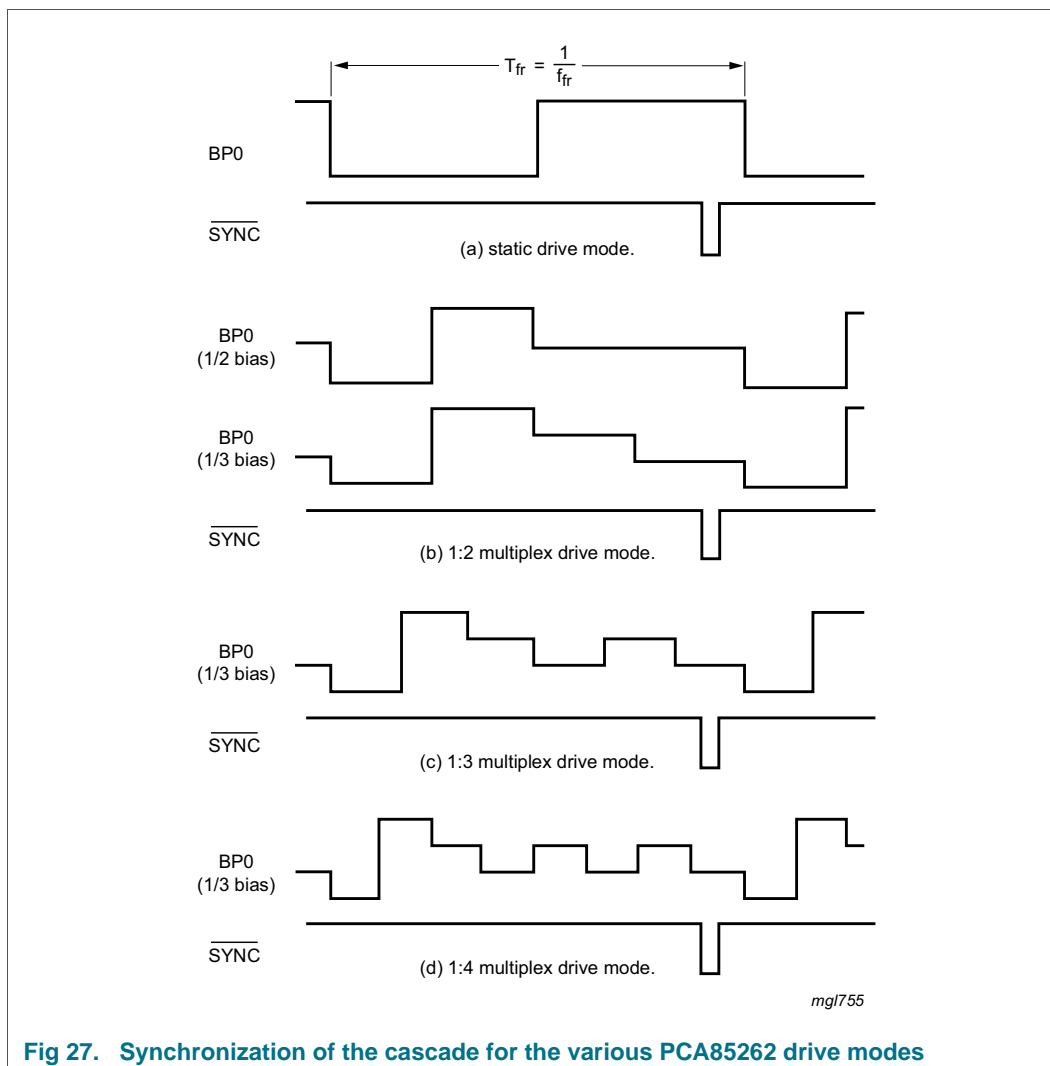 Tfr = 1/ffr
BP0
SYNC
(a) static drive mode.
BP0
(1/2 bias)
BP0
(1/3 bias)
SYNC
(b) 1:2 multiplex drive mode.
BP0
(1/3 bias)
SYNC
(c) 1:3 multiplex drive mode.
BP0
(1/3 bias)
SYNC
(d) 1:4 multiplex drive mode.
mgl755
Fig 27. Synchronization of the cascade for the various PCA85262 drive modes